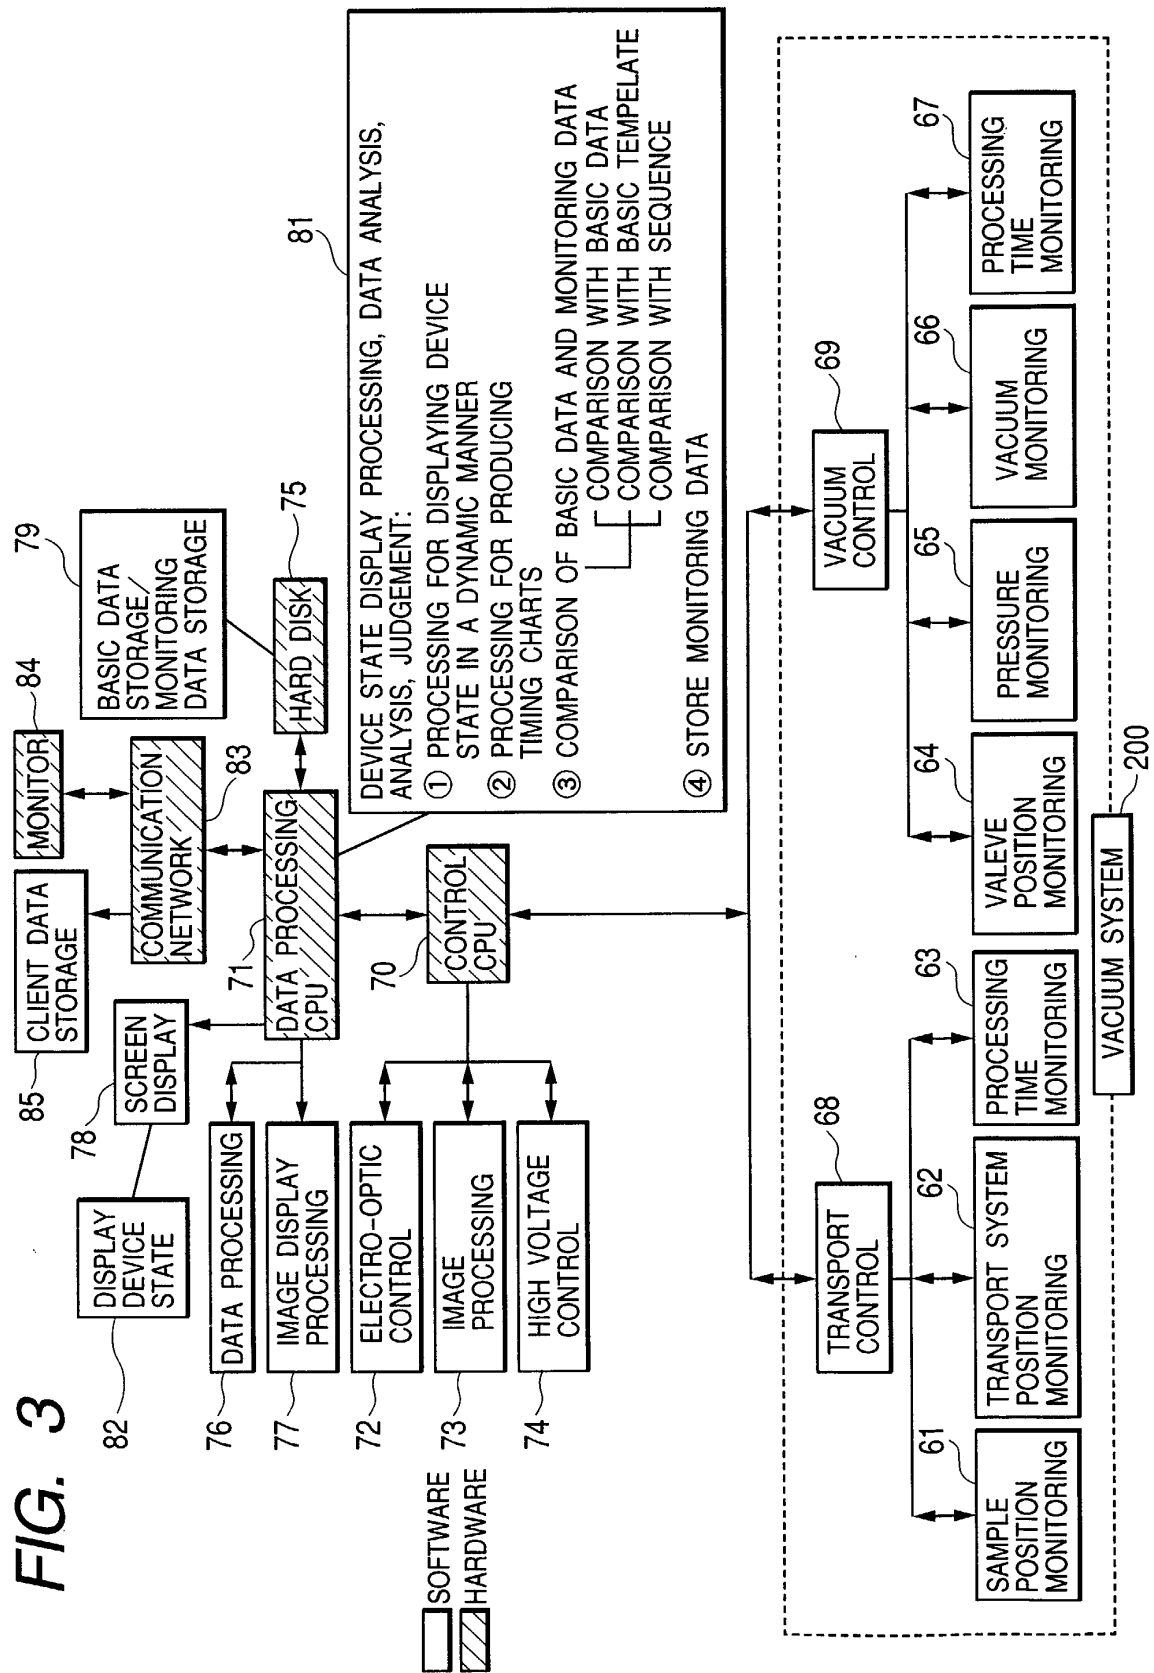 FIG. 3
84
MONITOR
85
CLIENT DATA
STORAGE
79
BASIC DATA
STORAGE/
MONITORING
DATA STORAGE
COMMUNICATION
NETWORK
83
78
SCREEN
DISPLAY
82
DISPLAY
DEVICE
STATE
75
HARD DISK
71
DATA PROCESSING
CPU
76
DATA PROCESSING
77
IMAGE DISPLAY
PROCESSING
72
ELECTRO-OPTIC
CONTROL
73
IMAGE
PROCESSING
74
HIGH VOLTAGE
CONTROL
70
CONTROL
CPU
SOFTWARE
HARDWARE
81
DEVICE STATE DISPLAY PROCESSING, DATA ANALYSIS,
ANALYSIS, JUDGEMENT:
① PROCESSING FOR DISPLAYING DEVICE
STATE IN A DYNAMIC MANNER
② PROCESSING FOR PRODUCING
TIMING CHARTS
③ COMPARISON OF BASIC DATA AND MONITORING DATA
COMPARISON WITH BASIC DATA
COMPARISON WITH BASIC TEMPELATE
COMPARISON WITH SEQUENCE
④ STORE MONITORING DATA
68
TRANSPORT
CONTROL
69
VACUUM
CONTROL
61
SAMPLE
POSITION
MONITORING
62
TRANSPORT SYSTEM
POSITION
MONITORING
63
PROCESSING
TIME
MONITORING
64
VALEVE
POSITION
MONITORING
65
PRESSURE
MONITORING
66
VACUUM
MONITORING
67
PROCESSING
TIME
MONITORING
VACUUM SYSTEM
200